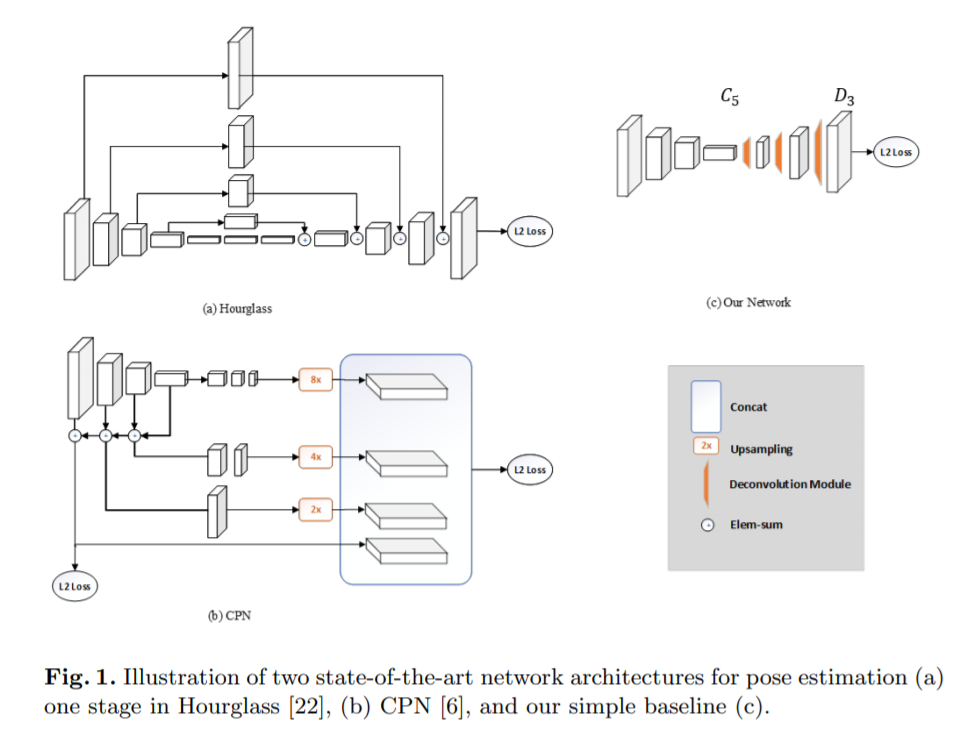 L2 Loss
(a) Hourglass
C5
D3
L2 Loss
(c) Our Network
8x
4x
2x
L2 Loss
L2 Loss
(b) CPN
Concat
2x
Upsampling
Deconvolution Module
Elem-sum
Fig. 1. Illustration of two state-of-the-art network architectures for pose estimation (a)
one stage in Hourglass [22], (b) CPN [6], and our simple baseline (c).